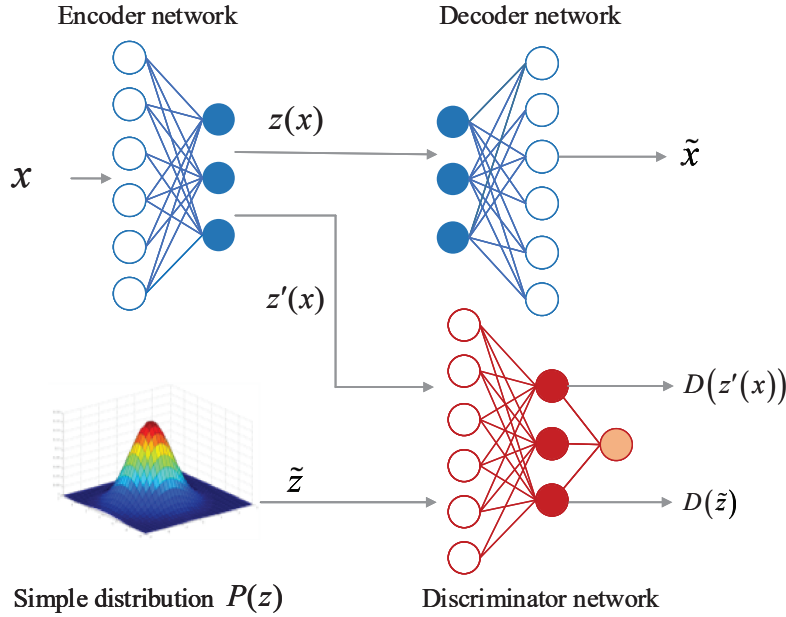 Encoder network
Decoder network
z(x)
x
x̃
z′(x)
D(z′(x))
z̃
D(z̃)
Simple distribution P(z)
Discriminator network